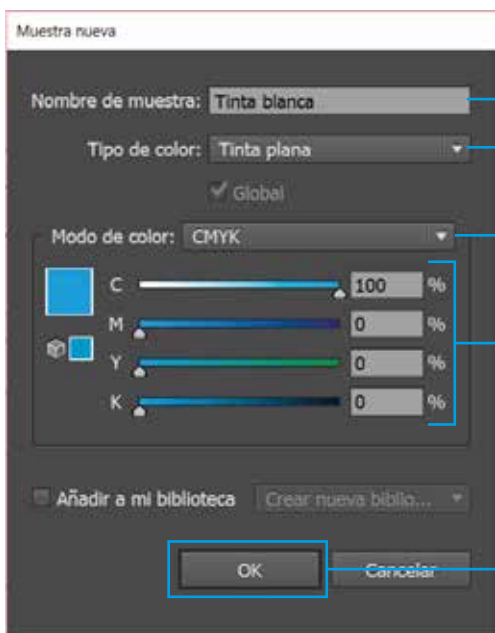 Muestra nueva
Nombre de muestra: Tinta blanca
Tipo de color: Tinta plana
Global
Modo de color: CMYK
C 100 %
M 0 %
Y 0 %
K 0 %
Añadir a mi biblioteca Crear nueva biblio...
OK Cancelar